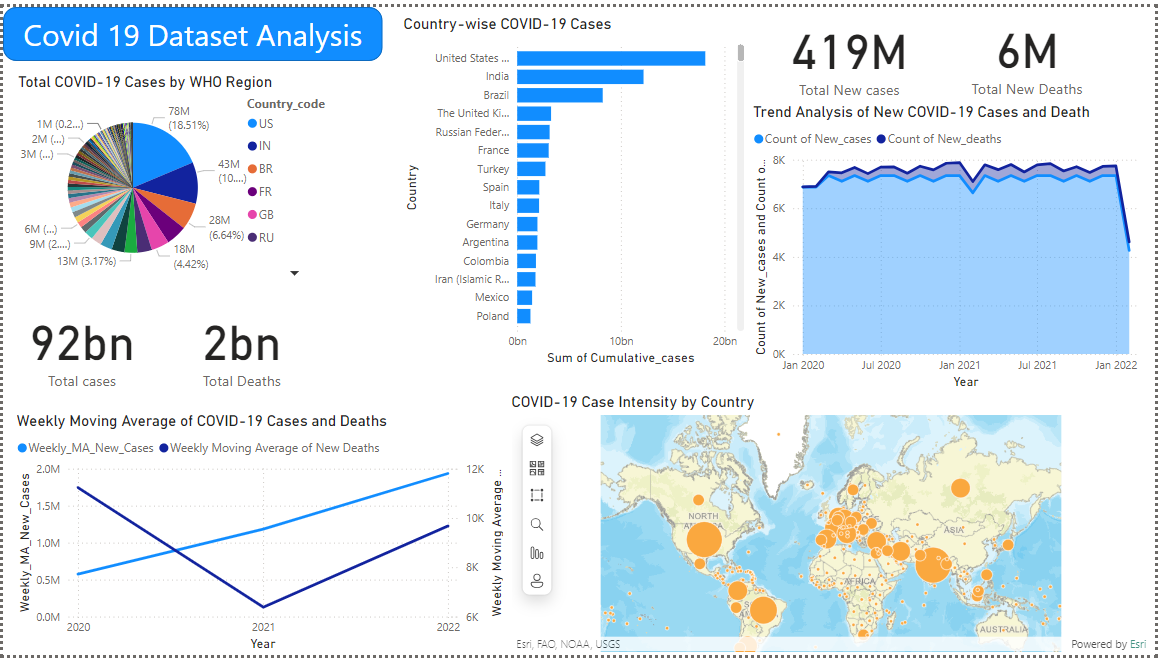 Covid 19 Dataset Analysis
Total COVID-19 Cases by WHO Region
78M
(18.51%)
43M
(10....)
28M
(6.64%)
18M
(4.42%)
13M (3.17%)
9M (2....)
6M (...)
3M (...)
2M (...)
1M (0.2...)
Country_code
US
IN
BR
FR
GB
RU
Country-wise COVID-19 Cases
Country
United States ...
India
Brazil
The United Ki...
Russian Feder...
France
Turkey
Spain
Italy
Germany
Argentina
Colombia
Iran (Islamic R...
Mexico
Poland
0bn
10bn
20bn
Sum of Cumulative_cases
419M
Total New cases
6M
Total New Deaths
Trend Analysis of New COVID-19 Cases and Death
Count of New_cases
Count of New_deaths
Count of New_cases and Count o...
8K
6K
4K
2K
0K
Jan 2020
Jul 2020
Jan 2021
Jul 2021
Jan 2022
Year
92bn
Total cases
2bn
Total Deaths
Weekly Moving Average of COVID-19 Cases and Deaths
Weekly_MA_New_Cases
Weekly Moving Average of New Deaths
Weekly_MA_New_Cases
2.0M
1.5M
1.0M
0.5M
0.0M
12K
10K
8K
6K
Weekly Moving Average ...
2020
2021
2022
Year
COVID-19 Case Intensity by Country
NORTH
AMERICA
ASIA
AFRICA
AUSTRALIA
Esri, FAO, NOAA, USGS
Powered by Esri